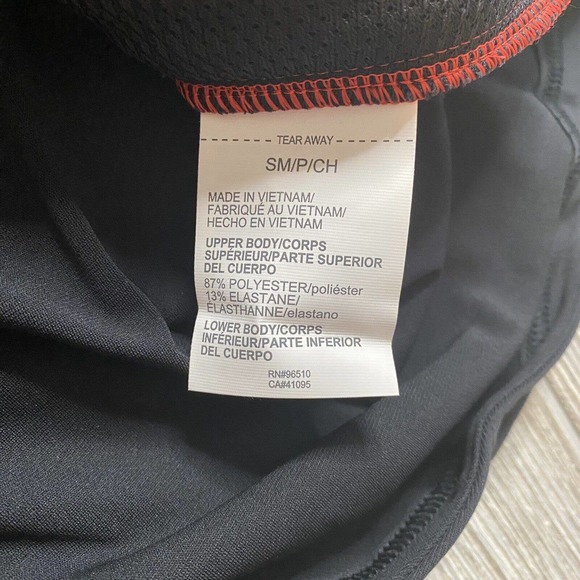 TEAR AWAY
SM/P/CH
MADE IN VIETNAM/
FABRIQUÉ AU VIETNAM/
HECHO EN VIETNAM
UPPER BODY/CORPS
SUPÉRIEUR/PARTE SUPERIOR
DEL CUERPO
87% POLYESTER/poliéster
13% ELASTANE/
ÉLASTHANNE/elastano
LOWER BODY/CORPS
INFÉRIEUR/PARTE INFERIOR
DEL CUERPO
RN#96510
CA#41095